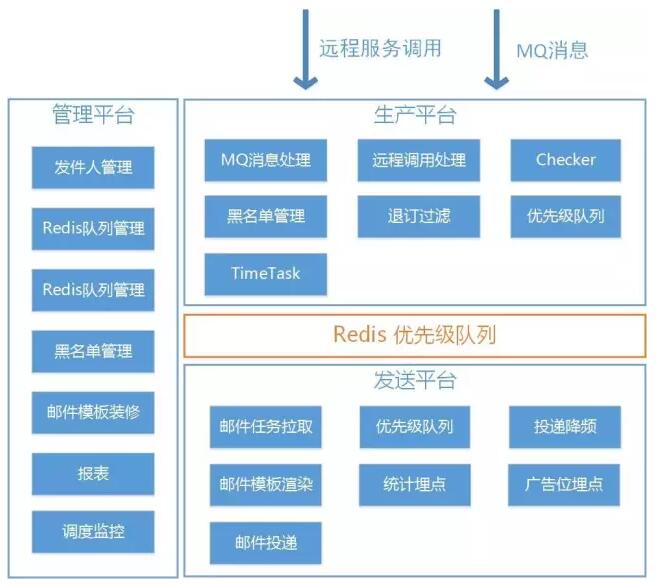 远程服务调用
MQ消息
管理平台
发件人管理
Redis队列管理
Redis队列管理
黑名单管理
邮件模板装修
报表
调度监控
生产平台
MQ消息处理
远程调用处理
Checker
黑名单管理
退订过滤
优先级队列
TimeTask
Redis 优先级队列
发送平台
邮件任务拉取
优先级队列
投递降频
邮件模板渲染
统计埋点
广告位埋点
邮件投递